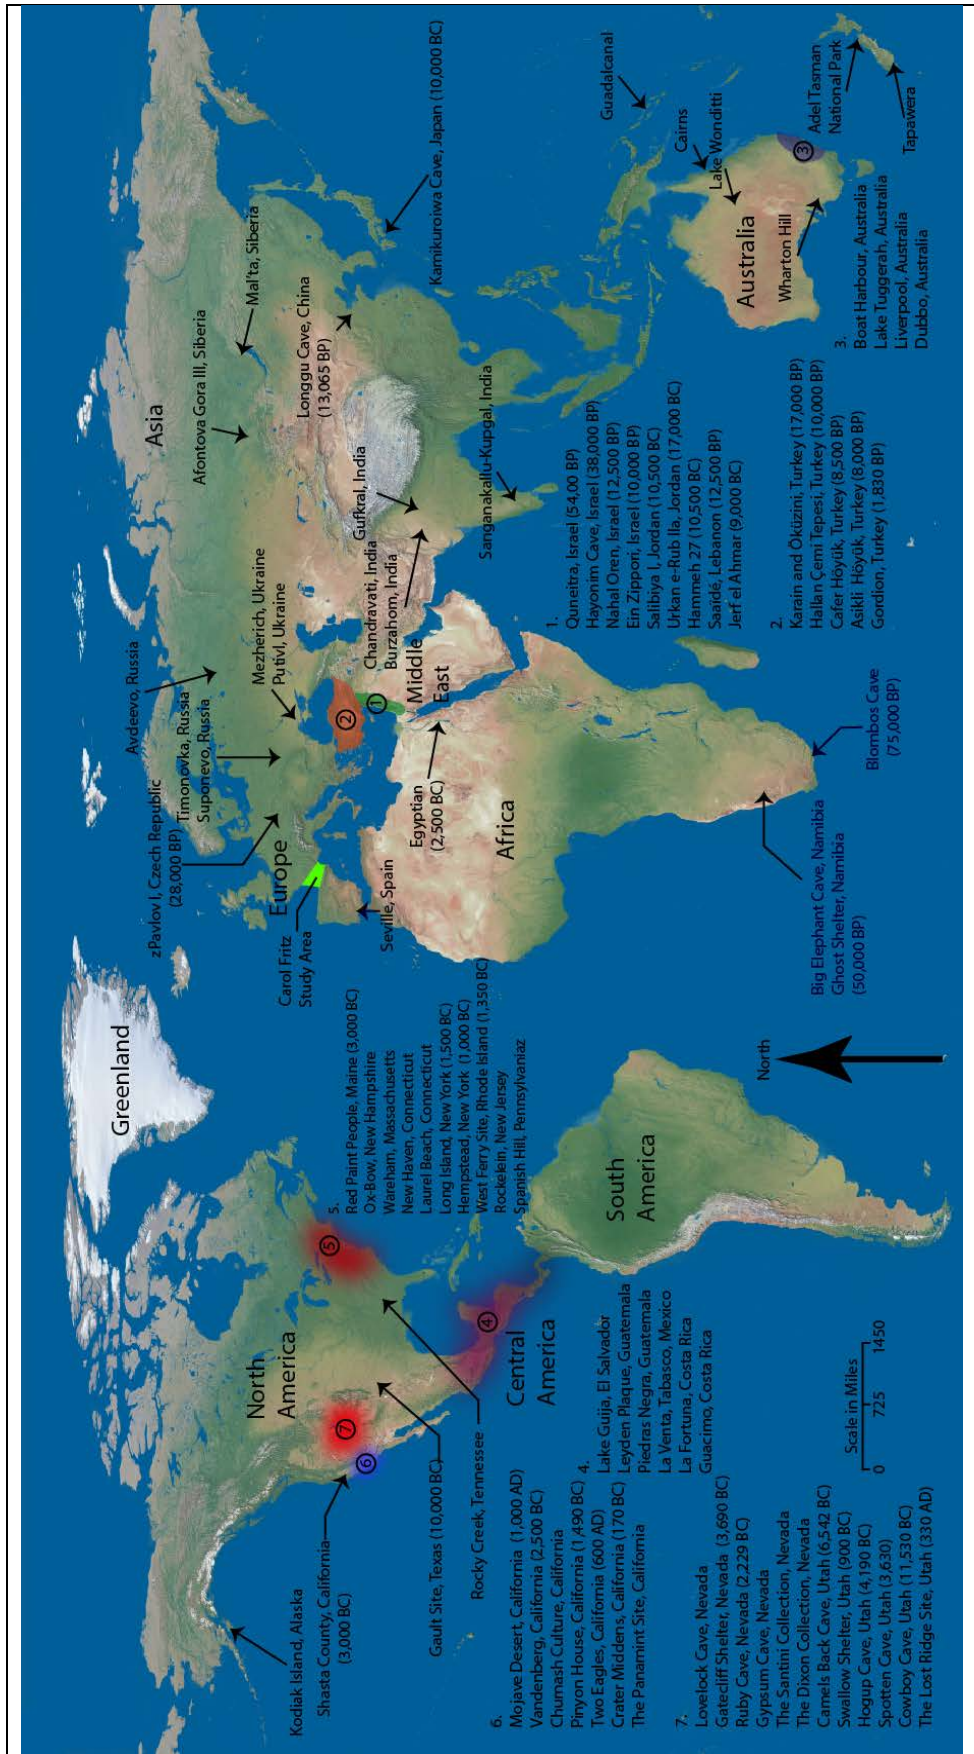 Greenland
Asia
Europe
North
America
Central
America
South
America
Africa
Middle
East
Australia
Kodiak Island, Alaska
Shasta County, California
(3,000 BC)
Gault Site, Texas (10,000 BC)
Rocky Creek, Tennessee
5.
Red Paint People, Maine (3,000 BC)
Ox-Bow, New Hampshire
Wareham, Massachusetts
New Haven, Connecticut
Laurel Beach, Connecticut
Long Island, New York (1,500 BC)
Hempstead, New York (1,000 BC)
West Ferry Site, Rhode Island (1,350 BC)
Rockelein, New Jersey
Spanish Hill, Pennsylvaniaz
zPavlov I, Czech Republic
(28,000 BP)
Carol Fritz
Study Area
Seville, Spain
Timonovka, Russia
Suponevo, Russia
Avdeevo, Russia
Mezherich, Ukraine
Putivl, Ukraine
Afontova Gora III, Siberia
Mal'ta, Siberia
Longgu Cave, China
(13,065 BP)
Kamikuroiwa Cave, Japan (10,000 BC)
Gufkral, India
Chandravati, India
Burzahom, India
Sanganakallu-Kupgal, India
Egyptian
(2,500 BC)
Blombos Cave
(75,000 BP)
Big Elephant Cave, Namibia
Ghost Shelter, Namibia
(50,000 BP)
Guadalcanal
Cairns
Lake Wonditti
Wharton Hill
Adel Tasman
National Park
Tapawera
1
2
3
4
5
6
7
6.
Mojave Desert, California (1,000 AD)
Vandenberg, California (2,500 BC)
Chumash Culture, California
Pinyon House, California (1,490 BC)
Two Eagles, California (600 AD)
Crater Middens, California (170 BC)
The Panamint Site, California
7.
Lovelock Cave, Nevada
Gatecliff Shelter, Nevada (3,690 BC)
Ruby Cave, Nevada (2,229 BC)
Gypsum Cave, Nevada
The Santini Collection, Nevada
The Dixon Collection, Nevada
Camels Back Cave, Utah (6,542 BC)
Swallow Shelter, Utah (900 BC)
Hogup Cave, Utah (4,190 BC)
Spotten Cave, Utah (3,630)
Cowboy Cave, Utah (11,530 BC)
The Lost Ridge Site, Utah (330 AD)
4.
Lake Guija, El Salvador
Leyden Plaque, Guatemala
Piedras Negra, Guatemala
La Venta, Tabasco, Mexico
La Fortuna, Costa Rica
Guacimo, Costa Rica
Scale in Miles
0
725
1450
North
1.
Quneitra, Israel (54,00 BP)
Hayonim Cave, Israel (38,000 BP)
Nahal Oren, Israel (12,500 BP)
Ein Zippori, Israel (10,000 BP)
Salibiya I, Jordan (10,500 BC)
Urkan e-Rub IIa, Jordan (17,000 BC)
Hammeh 27 (10,500 BC)
Saaïdé, Lebanon (12,500 BP)
Jerf el Ahmar (9,000 BC)
2.
Karain and Öküzini, Turkey (17,000 BP)
Hallan Çemi Tepesi, Turkey (10,000 BP)
Cafer Höyük, Turkey (8,500 BP)
Asikli Höyük, Turkey (8,000 BP)
Gordion, Turkey (1,830 BP)
3.
Boat Harbour, Australia
Lake Tuggerah, Australia
Liverpool, Australia
Dubbo, Australia